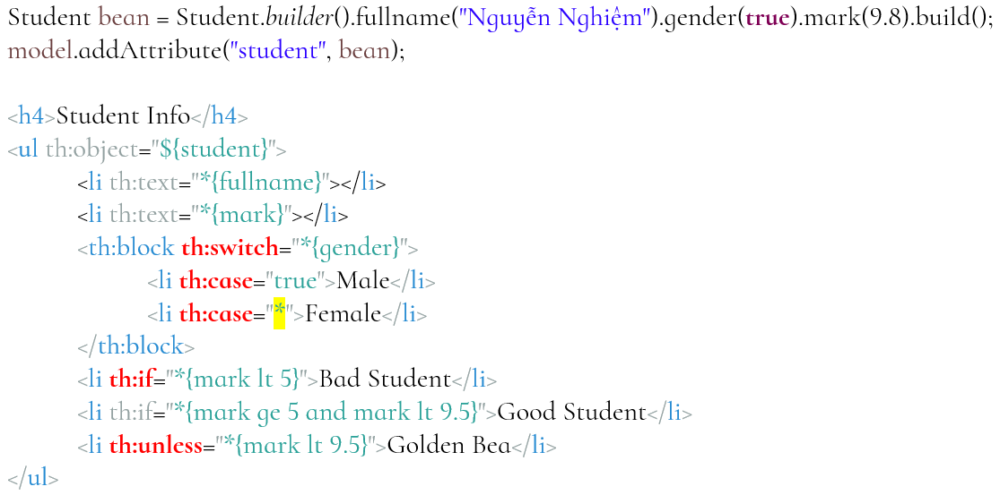 Student bean = Student.builder().fullname("Nguyễn Nghiệm").gender(true).mark(9.8).build();
model.addAttribute("student", bean);
<h4>Student Info</h4>
<ul th:object="${student}">
<li th:text="*{fullname}"></li>
<li th:text="*{mark}"></li>
<th:block th:switch="*{gender}">
<li th:case="true">Male</li>
<li th:case="*">Female</li>
</th:block>
<li th:if="*{mark lt 5}">Bad Student</li>
<li th:if="*{mark ge 5 and mark lt 9.5}">Good Student</li>
<li th:unless="*{mark lt 9.5}">Golden Bea</li>
</ul>